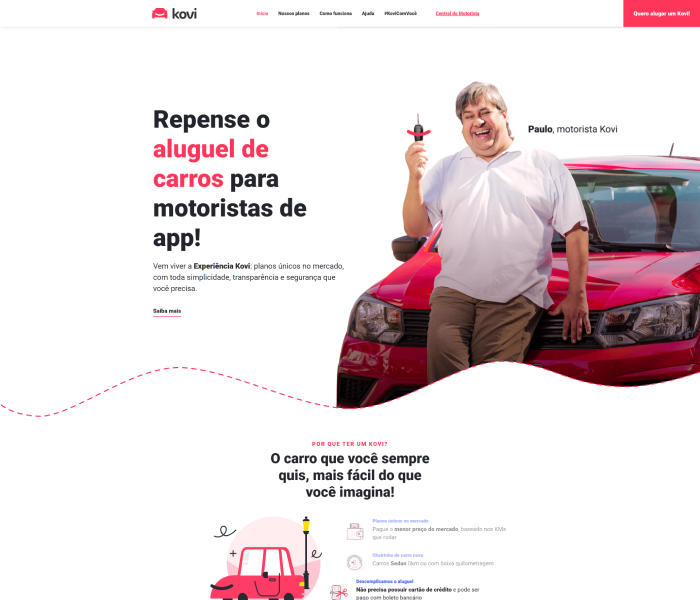 kovi
Início Nossos planos Como funciona Ajuda #KoviComVocê Central do Motorista Quero alugar um Kovi!
Repense o
aluguel de
carros para
motoristas de
app!
Paulo, motorista Kovi
Vem viver a Experiência Kovi: planos únicos no mercado,
com toda simplicidade, transparência e segurança que
você precisa.
Saiba mais
POR QUE TER UM KOVI?
O carro que você sempre
quis, mais fácil do que
você imagina!
Planos únicos no mercado
Pague o menor preço do mercado, baseado nos KMs
que rodar
Cheirinho de carro novo
Carros Sedan 0km ou com baixa quilometragem
Descomplicamos o aluguel
Não precisa possuir cartão de crédito e pode ser
pago com boleto bancário